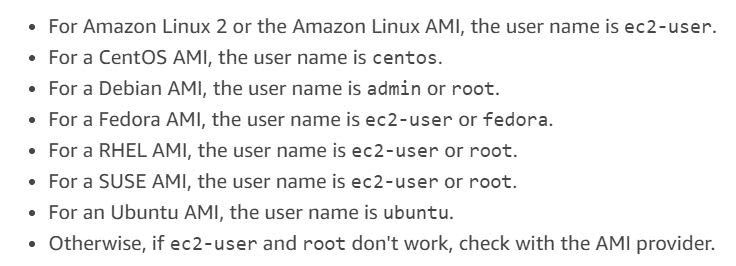 • For Amazon Linux 2 or the Amazon Linux AMI, the user name is ec2-user.
• For a CentOS AMI, the user name is centos.
• For a Debian AMI, the user name is admin or root.
• For a Fedora AMI, the user name is ec2-user or fedora.
• For a RHEL AMI, the user name is ec2-user or root.
• For a SUSE AMI, the user name is ec2-user or root.
• For an Ubuntu AMI, the user name is ubuntu.
• Otherwise, if ec2-user and root don't work, check with the AMI provider.